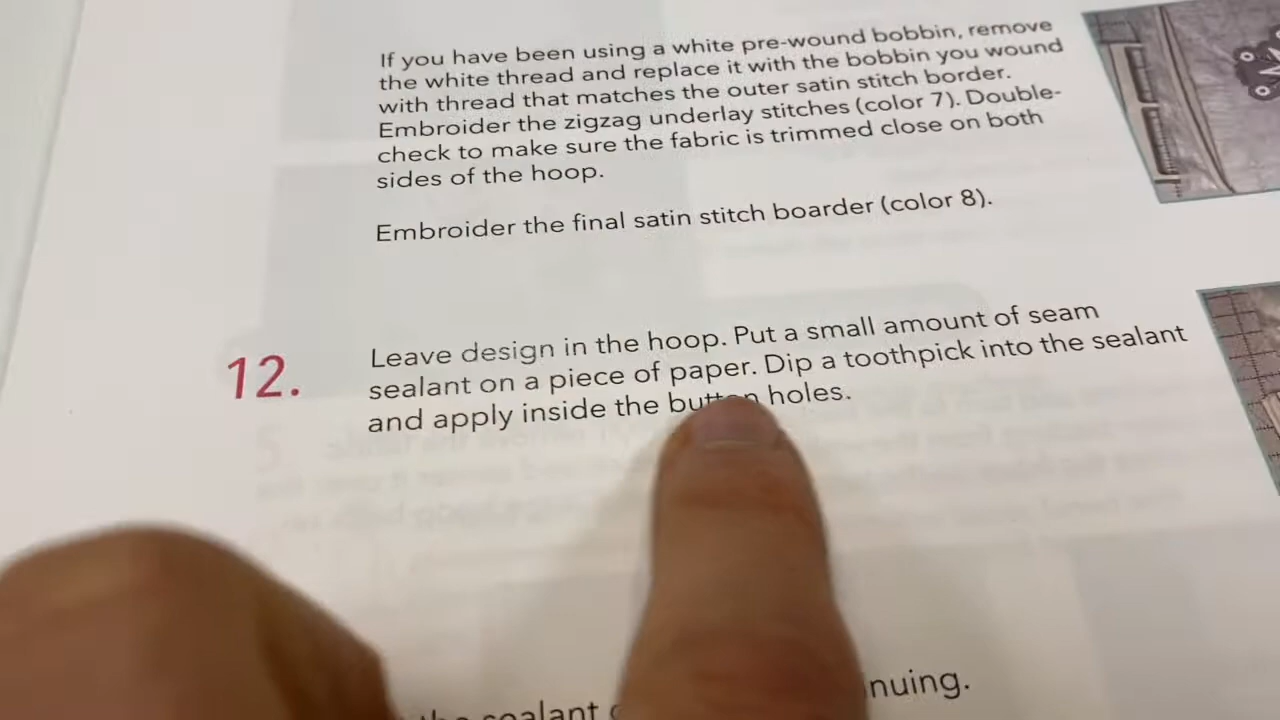 If you have been using a white pre-wound bobbin, remove
the white thread and replace it with the bobbin you wound
with thread that matches the outer satin stitch border.
Embroider the zigzag underlay stitches (color 7). Double-
check to make sure the fabric is trimmed close on both
sides of the hoop.
Embroider the final satin stitch boarder (color 8).
12.
Leave design in the hoop. Put a small amount of seam
sealant on a piece of paper. Dip a toothpick into the sealant
and apply inside the button holes.
sealant